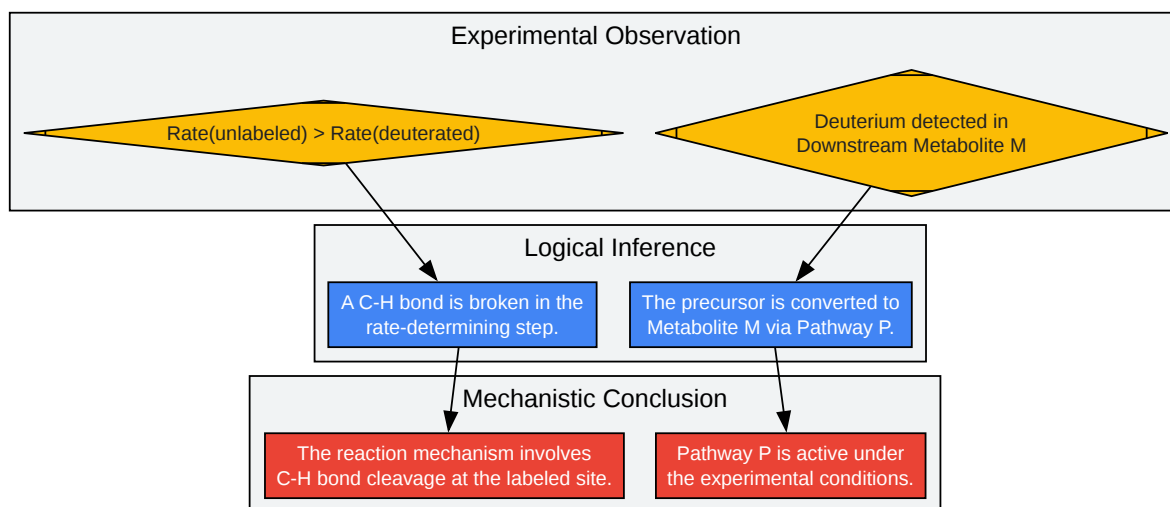 Experimental Observation
Rate(unlabeled) > Rate(deuterated)
Deuterium detected in
Downstream Metabolite M
Logical Inference
A C-H bond is broken in the
rate-determining step.
The precursor is converted to
Metabolite M via Pathway P.
Mechanistic Conclusion
The reaction mechanism involves
C-H bond cleavage at the labeled site.
Pathway P is active under
the experimental conditions.